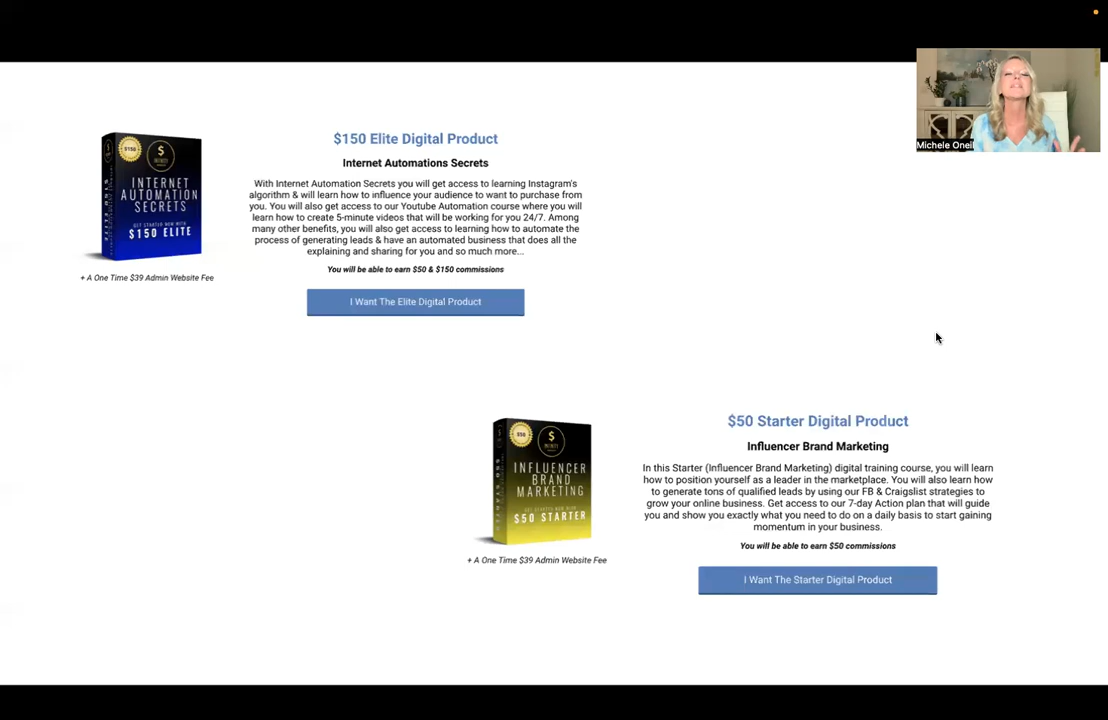 Michele Oneil
$150 Elite Digital Product
Internet Automations Secrets
With Internet Automation Secrets you will get access to learning Instagram's
algorithm & will learn how to influence your audience to want to purchase from
you. You will also get access to our Youtube Automation course where you will
learn how to create 5-minute videos that will be working for you 24/7. Among
many other benefits, you will also get access to learning how to automate the
process of generating leads & have an automated business that does all the
explaining and sharing for you and so much more...
You will be able to earn $50 & $150 commissions
I Want The Elite Digital Product
$150
$
INTERNET
AUTOMATION
SECRETS
GET STARTED NOW WITH
$150 ELITE
+ A One Time $39 Admin Website Fee
$50 Starter Digital Product
Influencer Brand Marketing
In this Starter (Influencer Brand Marketing) digital training course, you will learn
how to position yourself as a leader in the marketplace. You will also learn how
to generate tons of qualified leads by using our FB & Craigslist strategies to
grow your online business. Get access to our 7-day Action plan that will guide
you and show you exactly what you need to do on a daily basis to start gaining
momentum in your business.
You will be able to earn $50 commissions
I Want The Starter Digital Product
$50
$
INFLUENCER
BRAND
MARKETING
GET STARTED NOW WITH
$50 STARTER
+ A One Time $39 Admin Website Fee